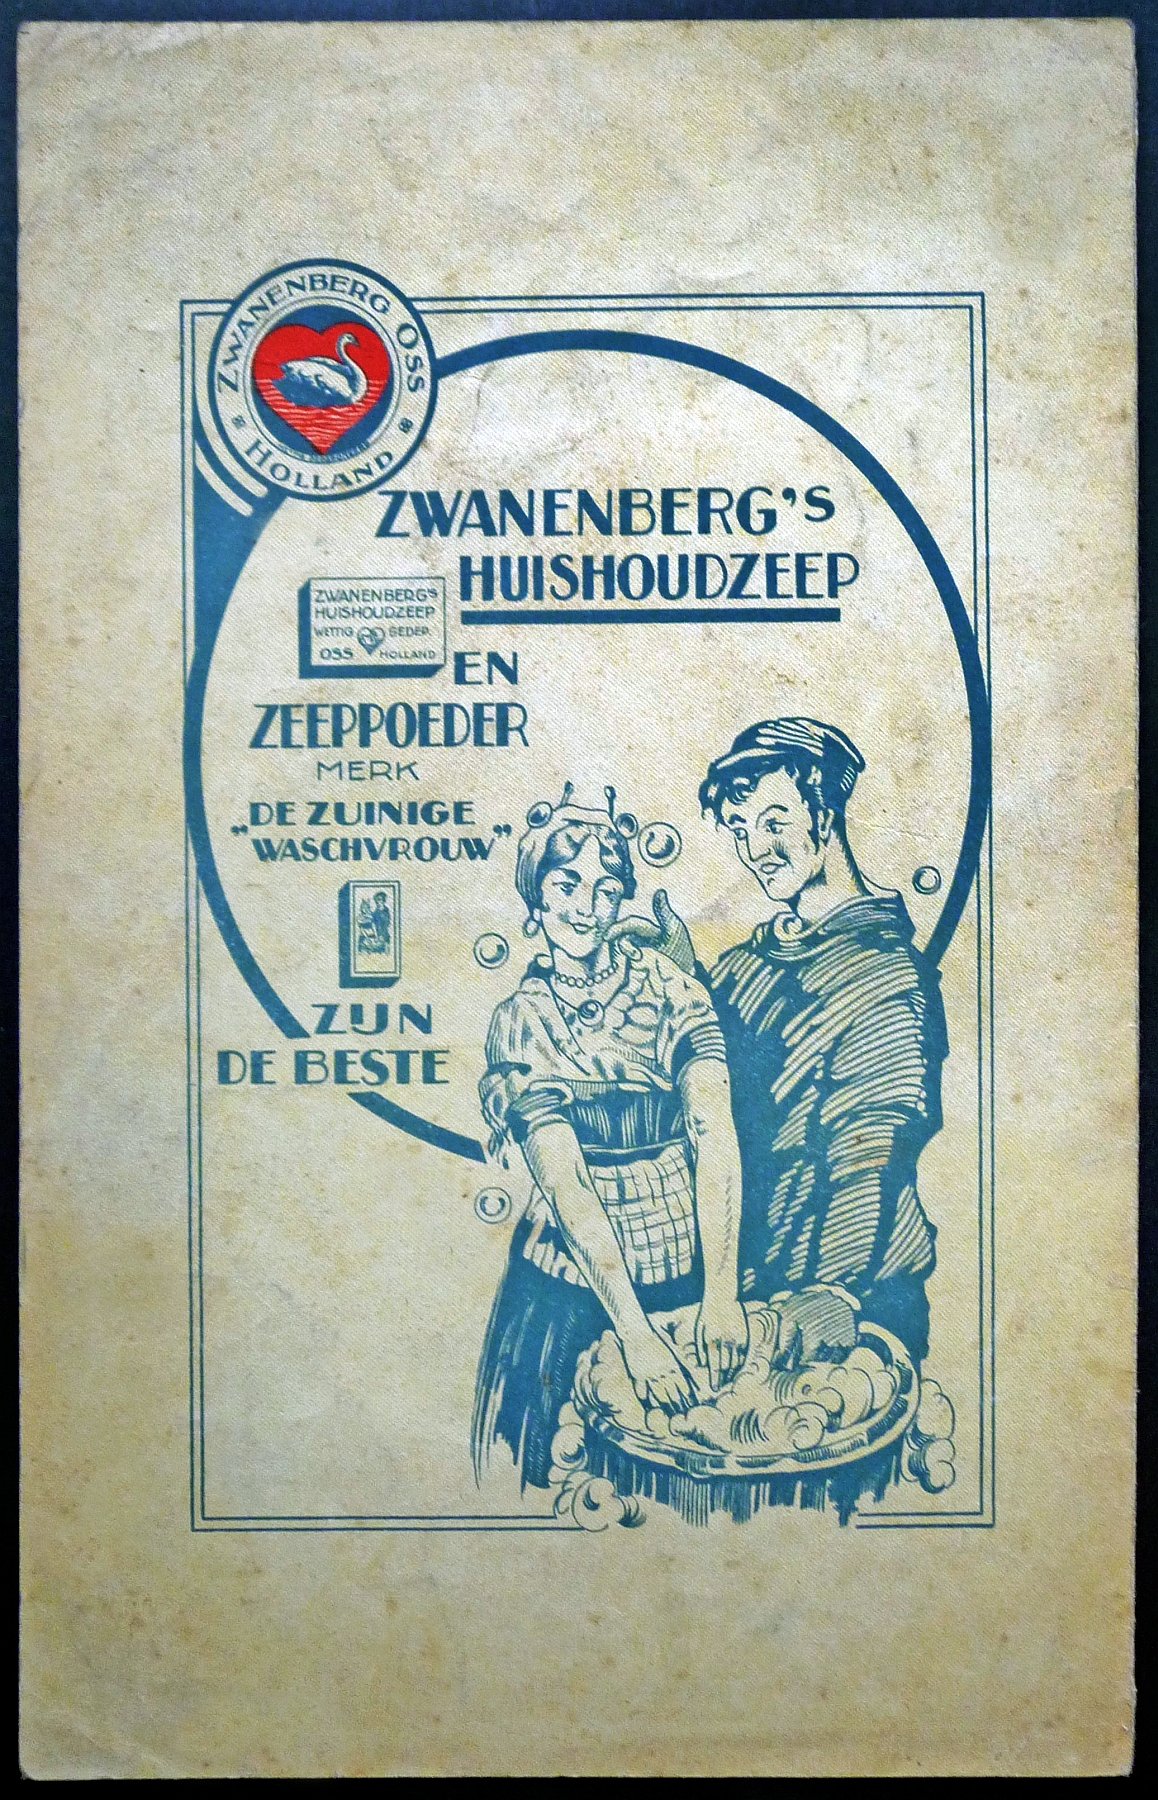 ZWANENBERG OSS
HOLLAND
ZWANENBERG'S
HUISHOUDZEEP
ZWANENBERG'S
HUISHOUDZEEP
WETTIG GEDEP.
OSS HOLLAND
EN
ZEEPPOEDER
MERK
„DE ZUINIGE
WASCHVROUW”
ZIJN
DE BESTE